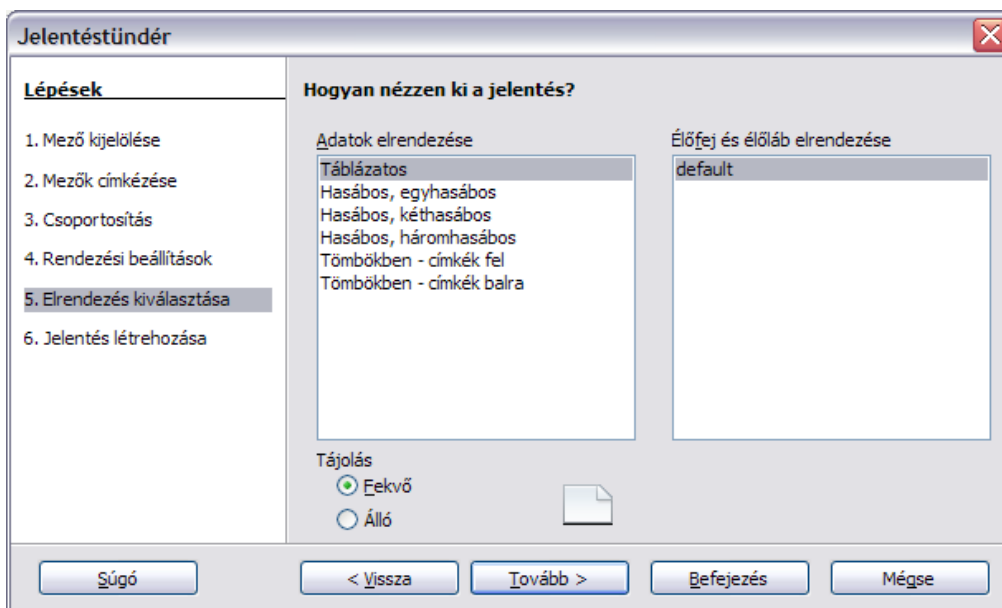 Jelentéstündér
Lépések
1. Mező kijelölése
2. Mezők címkézése
3. Csoportosítás
4. Rendezési beállítások
5. Elrendezés kiválasztása
6. Jelentés létrehozása
Hogyan nézzen ki a jelentés?
Adatok elrendezése
Táblázatos
Hasábos, egyhasábos
Hasábos, kéthasábos
Hasábos, háromhasábos
Tömbökben - címkék fel
Tömbökben - címkék balra
Élőfej és élőláb elrendezése
default
Tájolás
Fekvő
Álló
Súgó
< Vissza
Tovább >
Befejezés
Mégse